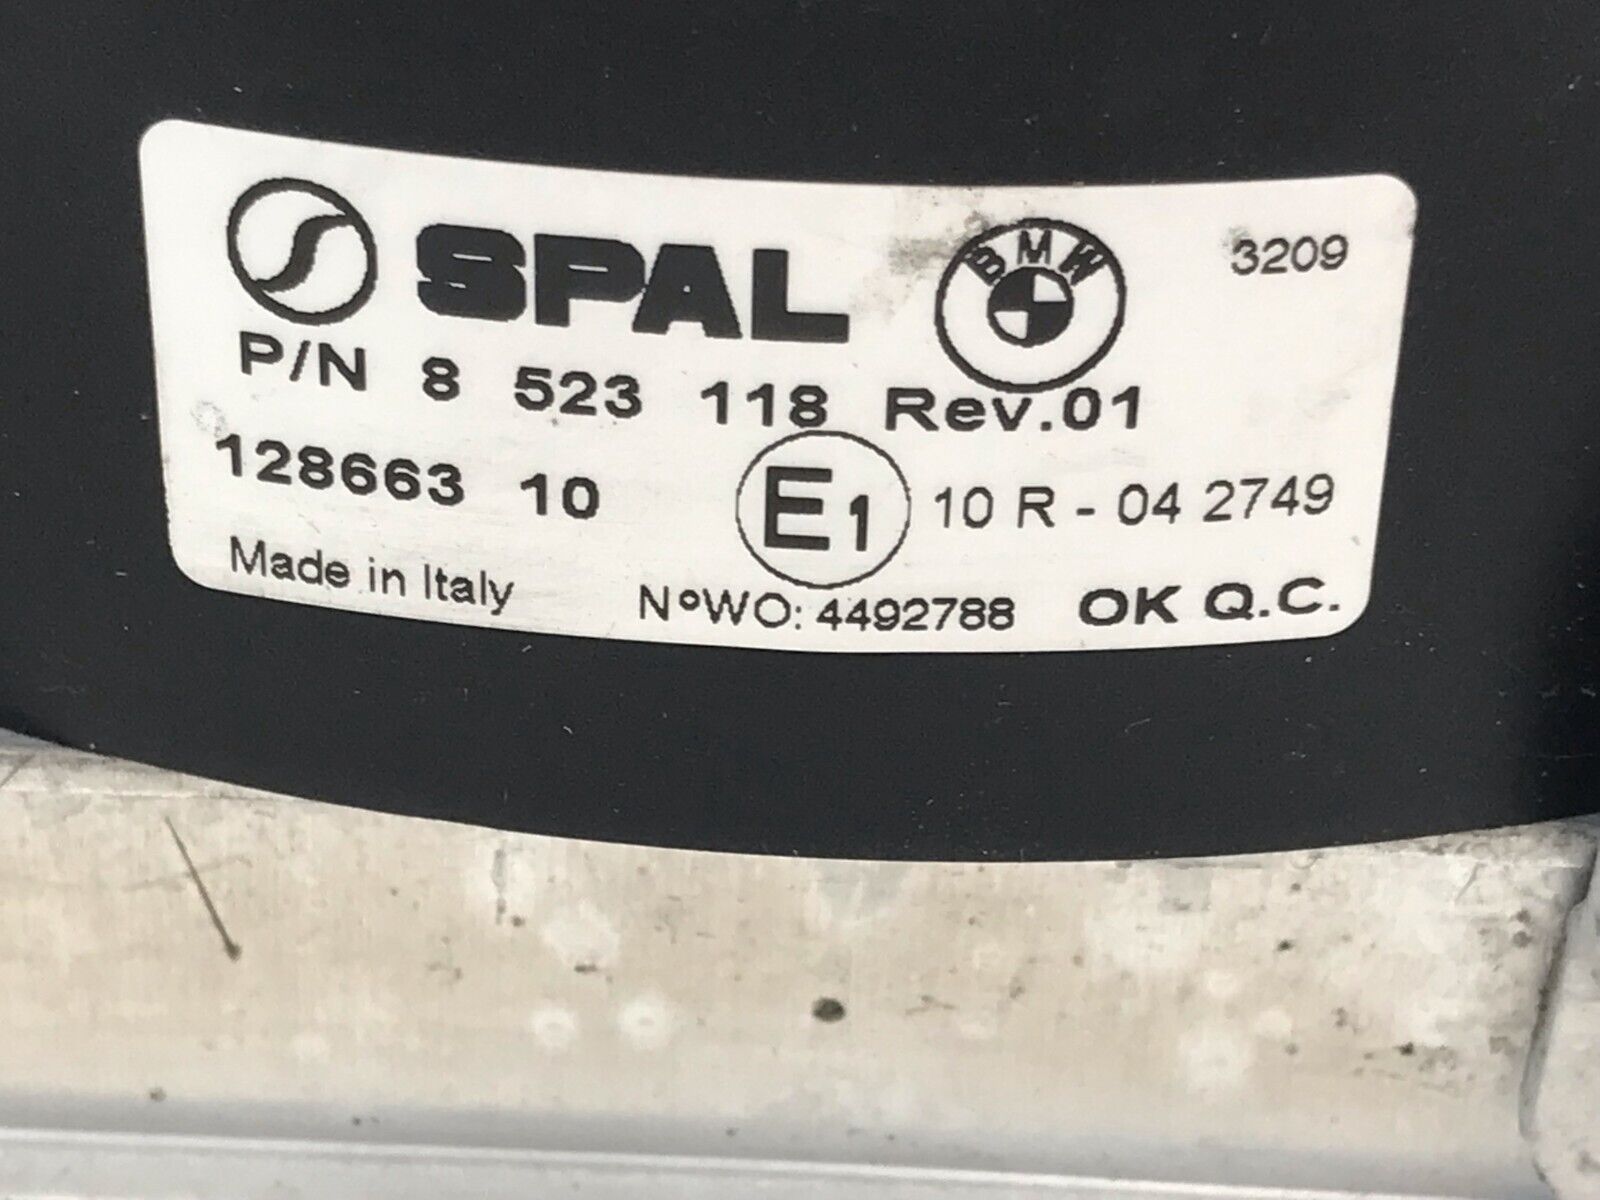 SPAL BMW 3209
P/N 8 523 118 Rev.01
128663 10 E1 10 R - 04 2749
Made in Italy N°WO: 4492788 OK Q.C.